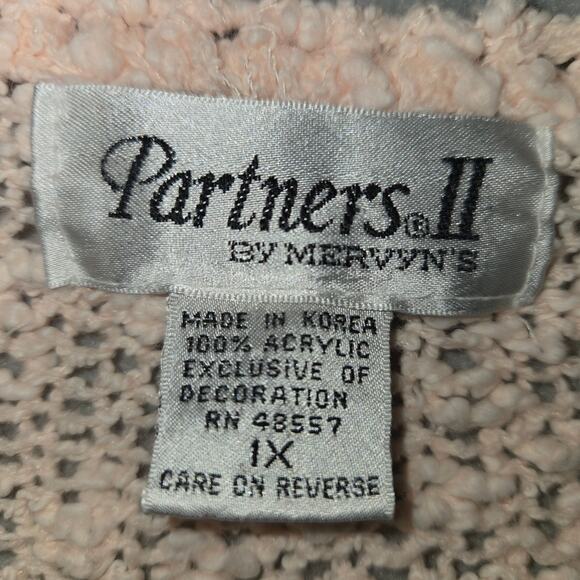 Partners® II
BY MERVYN'S
MADE IN KOREA
100% ACRYLIC
EXCLUSIVE OF
DECORATION
RN 48557
1X
CARE ON REVERSE